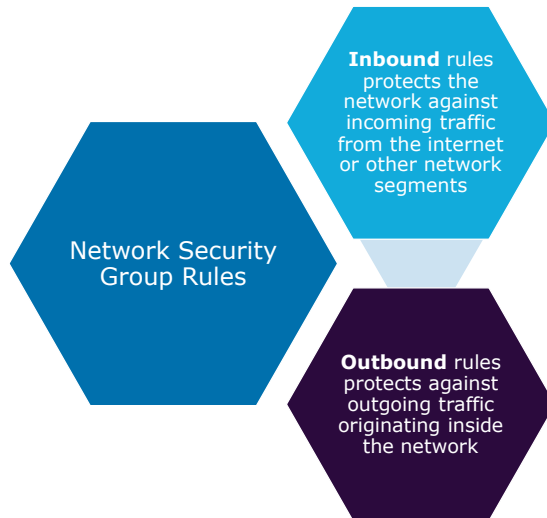 Network Security
Group Rules
Inbound rules
protects the
network against
incoming traffic
from the internet
or other network
segments
Outbound rules
protects against
outgoing traffic
originating inside
the network